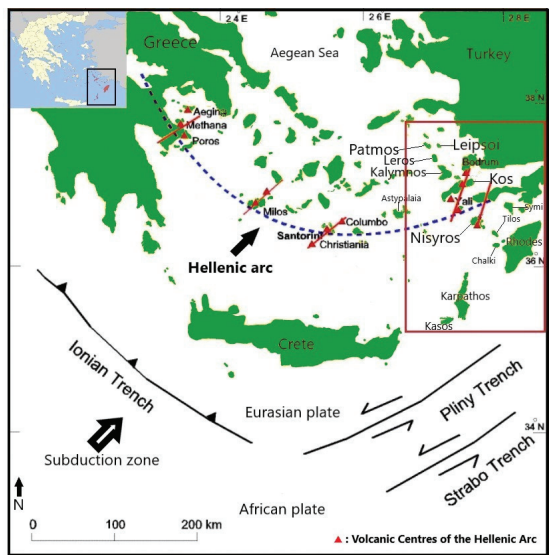 24 E
26 E
28 E
Greece
Aegean Sea
Turkey
38 N
Aegina
Methana
Poros
Patmos
Leipsoi
Leros
Bodrum
Kalymnos
Kos
Astypalaia
Yali
Milos
Columbo
Santorini
Christiania
Symi
Tilos
Nisyros
Rhodes
Chalki
36 N
Hellenic arc
Karpathos
Kasos
Crete
Ionian Trench
Eurasian plate
Pliny Trench
34 N
Subduction zone
Strabo Trench
N
African plate
0 100 200 km
: Volcanic Centres of the Hellenic Arc